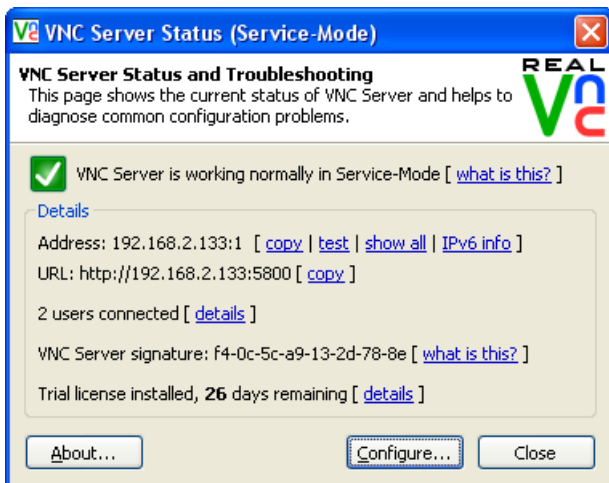 VNC Server Status (Service-Mode)
VNC Server Status and Troubleshooting
This page shows the current status of VNC Server and helps to
diagnose common configuration problems.
REAL
Vnc
VNC Server is working normally in Service-Mode [ what is this? ]
Details
Address: 192.168.2.133:1 [ copy | test | show all | IPv6 info ]
URL: http://192.168.2.133:5800 [ copy ]
2 users connected [ details ]
VNC Server signature: f4-0c-5c-a9-13-2d-78-8e [ what is this? ]
Trial license installed, 26 days remaining [ details ]
About... Configure... Close